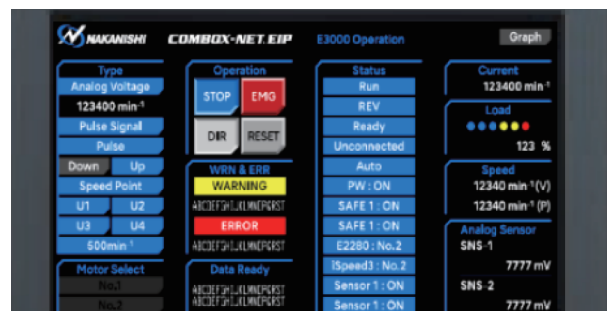 NAKANISHI COMBOX-NET.EIP E3000 Operation Graph
Type
Analog Voltage
123400 min-1
Pulse Signal
Pulse
Down Up
Speed Point
U1 U2
U3 U4
500min-1
Motor Select
No.1
No.2
Operation
STOP EMG
DIR RESET
WRN & ERR
WARNING
ABCDEFGHIJKLMNOPQRST
ERROR
ABCDEFGHIJKLMNOPQRST
Data Ready
ABCDEFGHIJKLMNOPQRST
ABCDEFGHIJKLMNOPQRST
Status
Run
REV
Ready
Unconnected
Auto
PW : ON
SAFE 1 : ON
SAFE 1 : ON
E2280 : No.2
iSpeed3 : No.2
Sensor 1 : ON
Sensor 1 : ON
Current
123400 min-1
Load
123 %
Speed
12340 min-1 (V)
12340 min-1 (P)
Analog Sensor
SNS-1
7777 mV
SNS-2
7777 mV